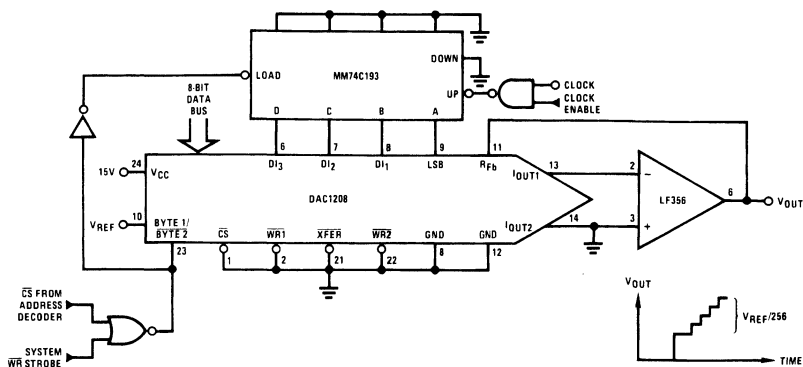 LOAD
MM74C193
DOWN
UP
CLOCK
CLOCK
ENABLE
D C B A
8-BIT
DATA
BUS
6 7 8 9 11
DI3 DI2 DI1 LSB RFb
15V 24 VCC
DAC1208
IOUT1 13
IOUT2 14
2 −
3 +
LF356
6 VOUT
VREF 10 BYTE 1/
BYTE 2
CS WR1 XFER WR2 GND GND
23 1 2 21 22 8 12
CS FROM
ADDRESS
DECODER
SYSTEM
WR STROBE
VOUT
VREF/256
TIME